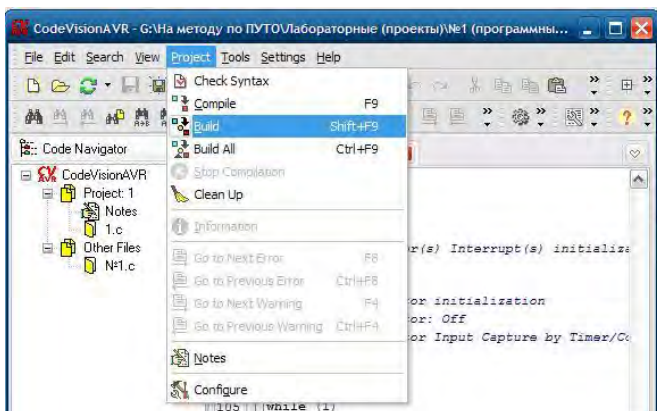 CodeVisionAVR - G:\На методу по ПУТО\Лабораторные (проекты)\№1 (программны...
File Edit Search View Project Tools Settings Help
Check Syntax
Compile F9
Build Shift+F9
Build All Ctrl+F9
Stop Compilation
Clean Up
Information
Go to Next Error F8
Go to Previous Error Ctrl+F8
Go to Next Warning F4
Go to Previous Warning Ctrl+F4
Notes
Configure
Code Navigator
CodeVisionAVR
Project: 1
Notes
1.c
Other Files
№1.c
r(s) Interrupt(s) initializa
or initialization
or: Off
or Input Capture by Timer/Co
105 while (1)